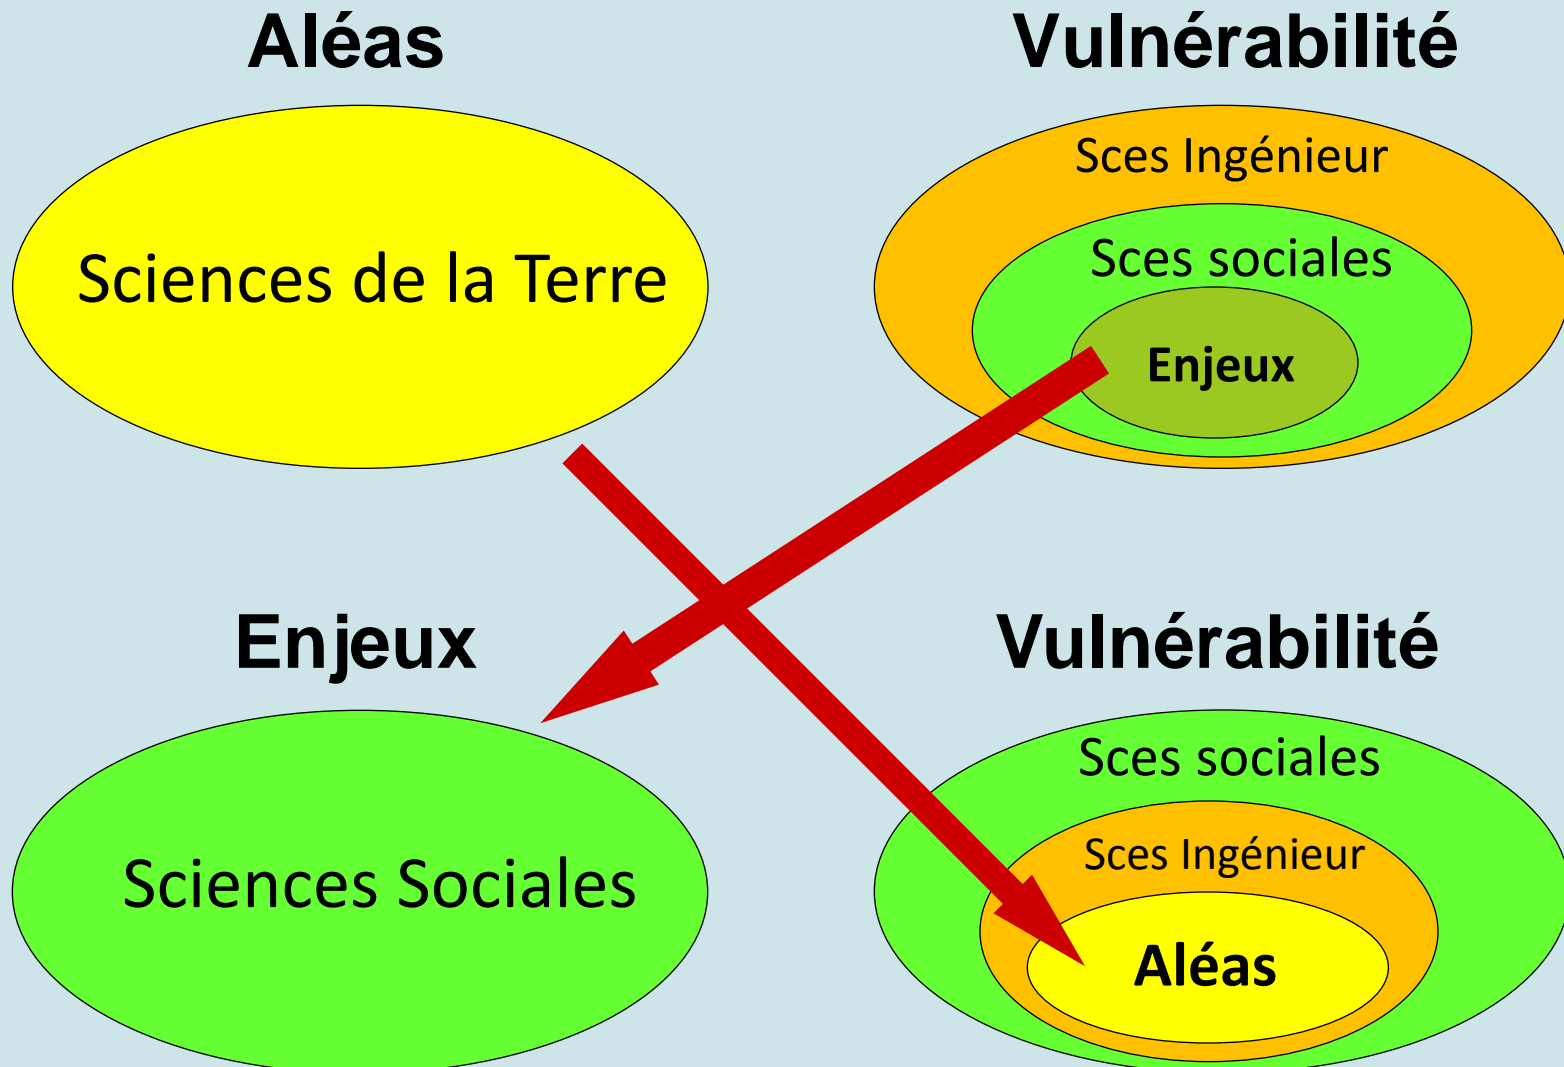 Aléas
Vulnérabilité
Sces Ingénieur
Sces sociales
Sciences de la Terre
Enjeux
Enjeux
Vulnérabilité
Sces sociales
Sces Ingénieur
Sciences Sociales
Aléas